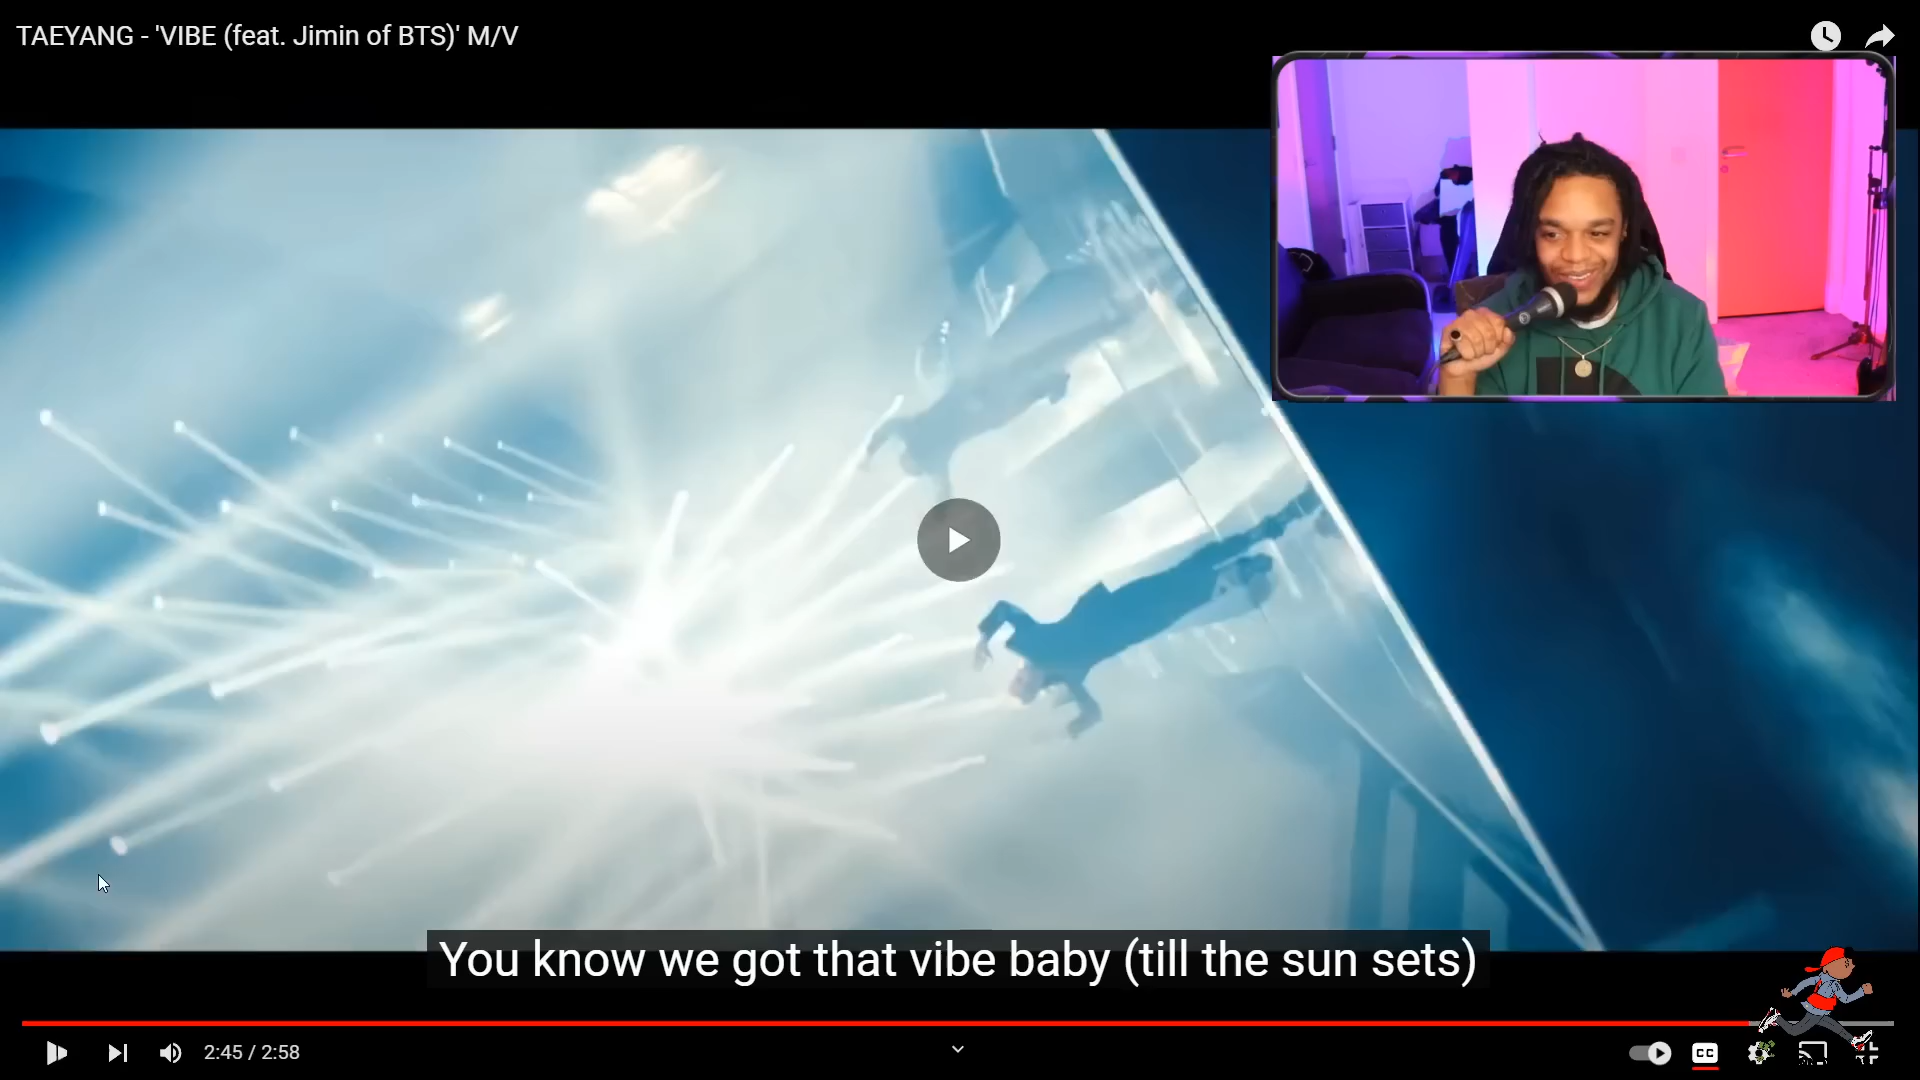 TAEYANG - 'VIBE (feat. Jimin of BTS)' M/V
You know we got that vibe baby (till the sun sets)
2:45 / 2:58
CC